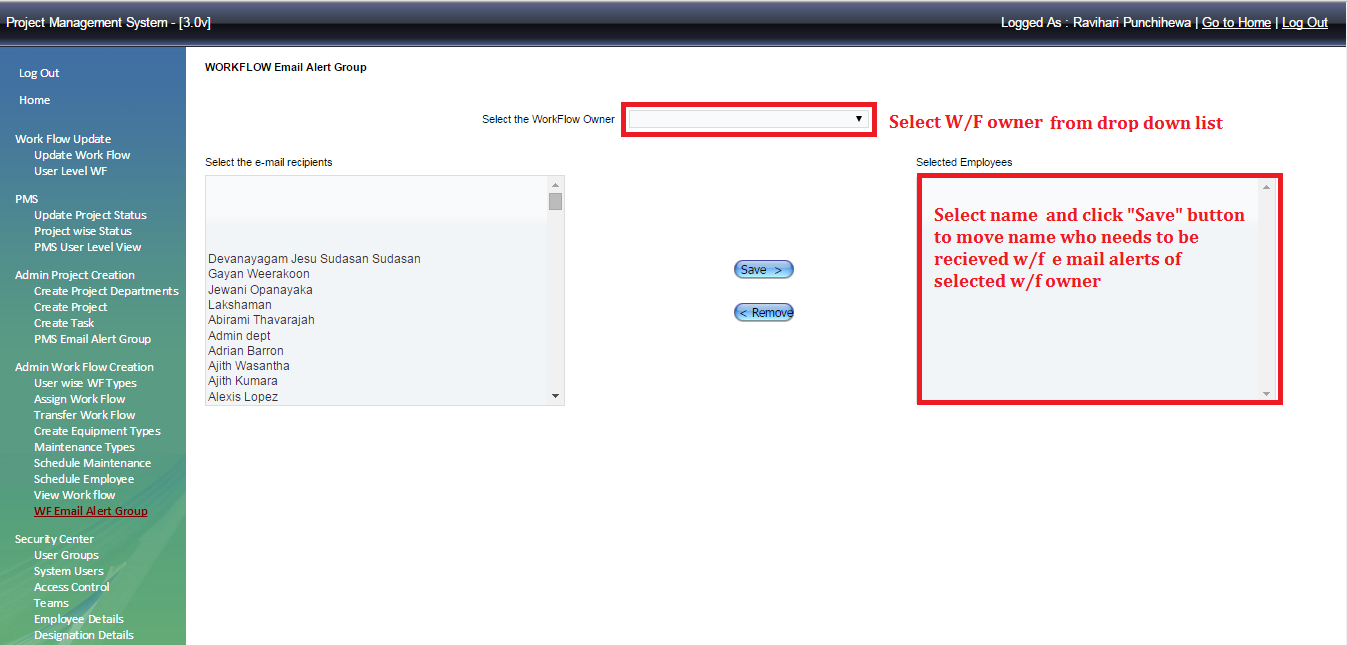 Project Management System - [3.0v]
Logged As : Ravihari Punchihewa | Go to Home | Log Out
Log Out
Home
Work Flow Update
Update Work Flow
User Level WF
PMS
Update Project Status
Project wise Status
PMS User Level View
Admin Project Creation
Create Project Departments
Create Project
Create Task
PMS Email Alert Group
Admin Work Flow Creation
User wise WF Types
Assign Work Flow
Transfer Work Flow
Create Equipment Types
Maintenance Types
Schedule Maintenance
Schedule Employee
View Work flow
WF Email Alert Group
Security Center
User Groups
System Users
Access Control
Teams
Employee Details
Designation Details
WORKFLOW Email Alert Group
Select the WorkFlow Owner
Select W/F owner from drop down list
Select the e-mail recipients
Devanayagam Jesu Sudasan Sudasan
Gayan Weerakoon
Jewani Opanayaka
Lakshaman
Abirami Thavarajah
Admin dept
Adrian Barron
Ajith Wasantha
Ajith Kumara
Alexis Lopez
Save >
< Remove
Selected Employees
Select name and click "Save" button
to move name who needs to be
recieved w/f e mail alerts of
selected w/f owner